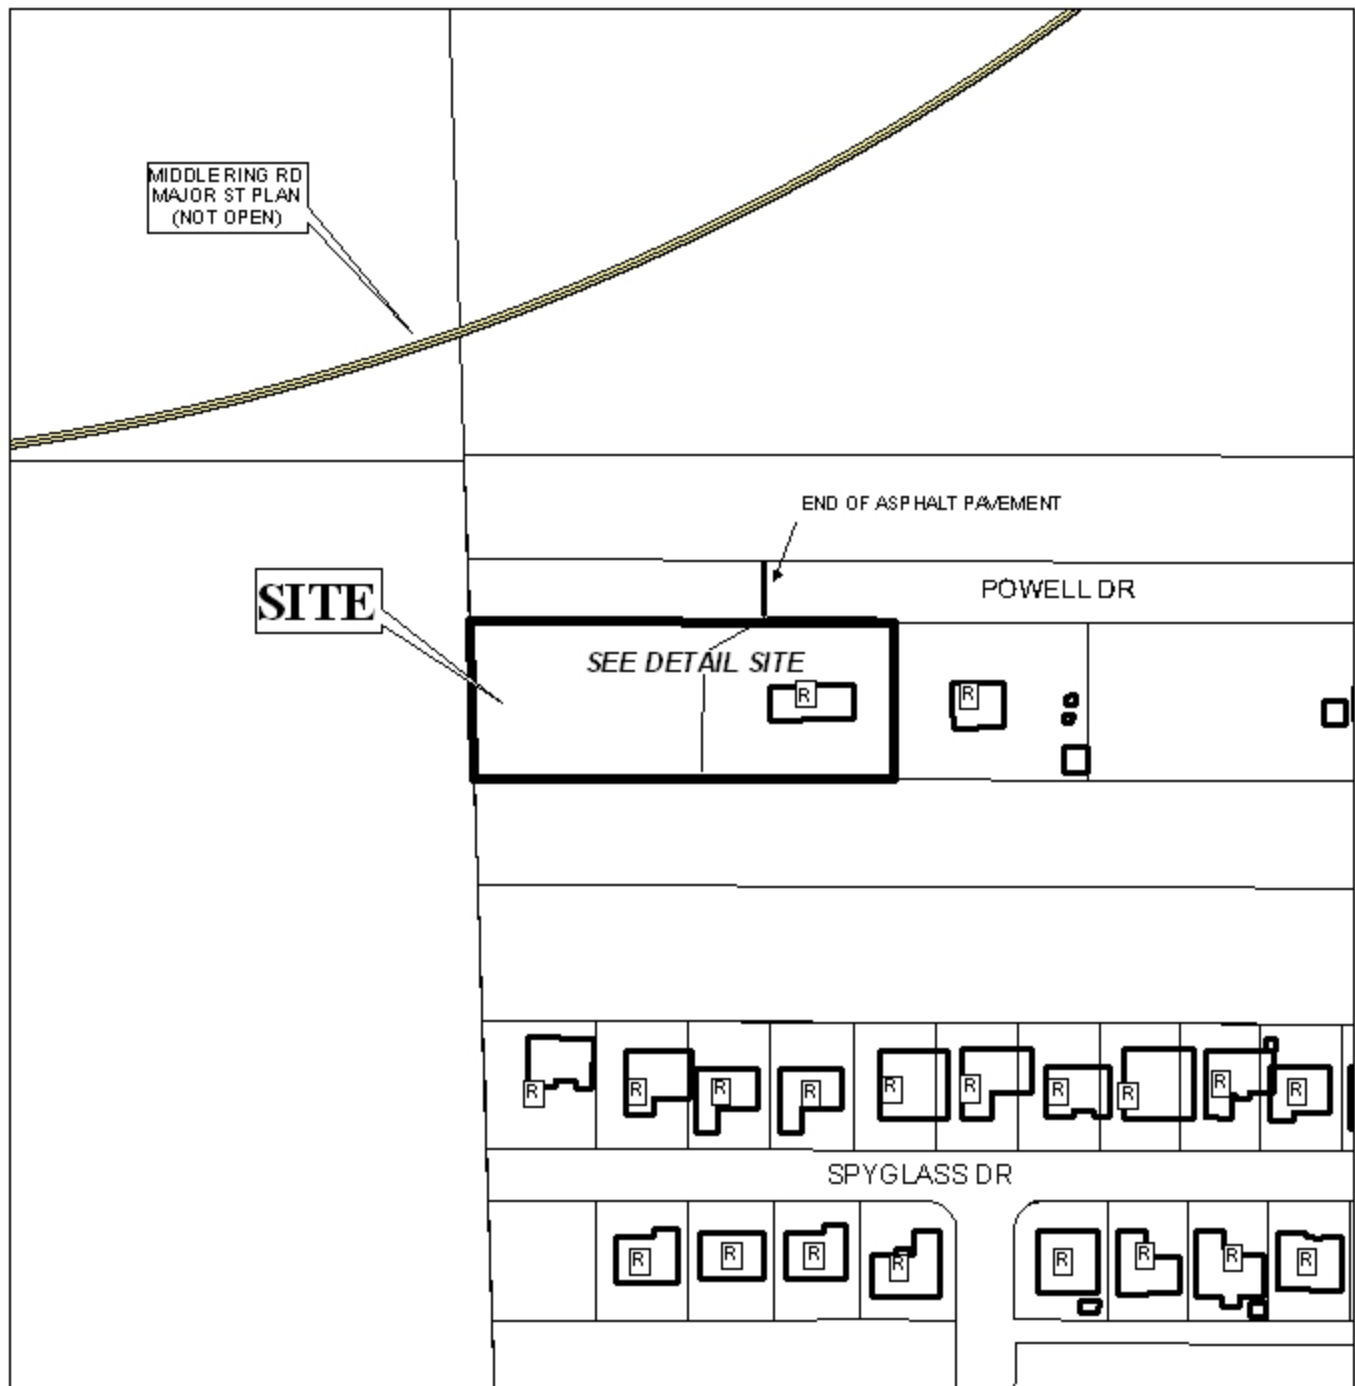 MIDDLE RING RD
MAJOR ST PLAN
(NOT OPEN)
END OF ASPHALT PAVEMENT
POWELL DR
SITE
SEE DETAIL SITE
R
R
R
R
R
R
R
R
R
R
R
R
SPYGLASS DR
R
R
R
R
R
R
R
R